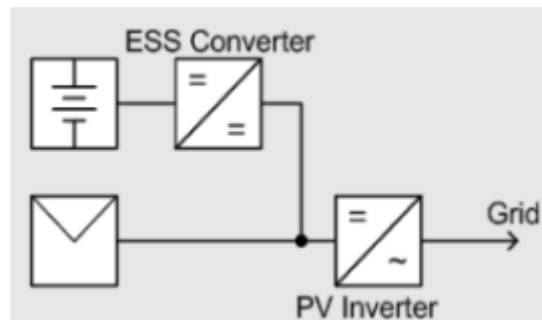 ESS Converter
=
=
Grid
=
~
PV Inverter